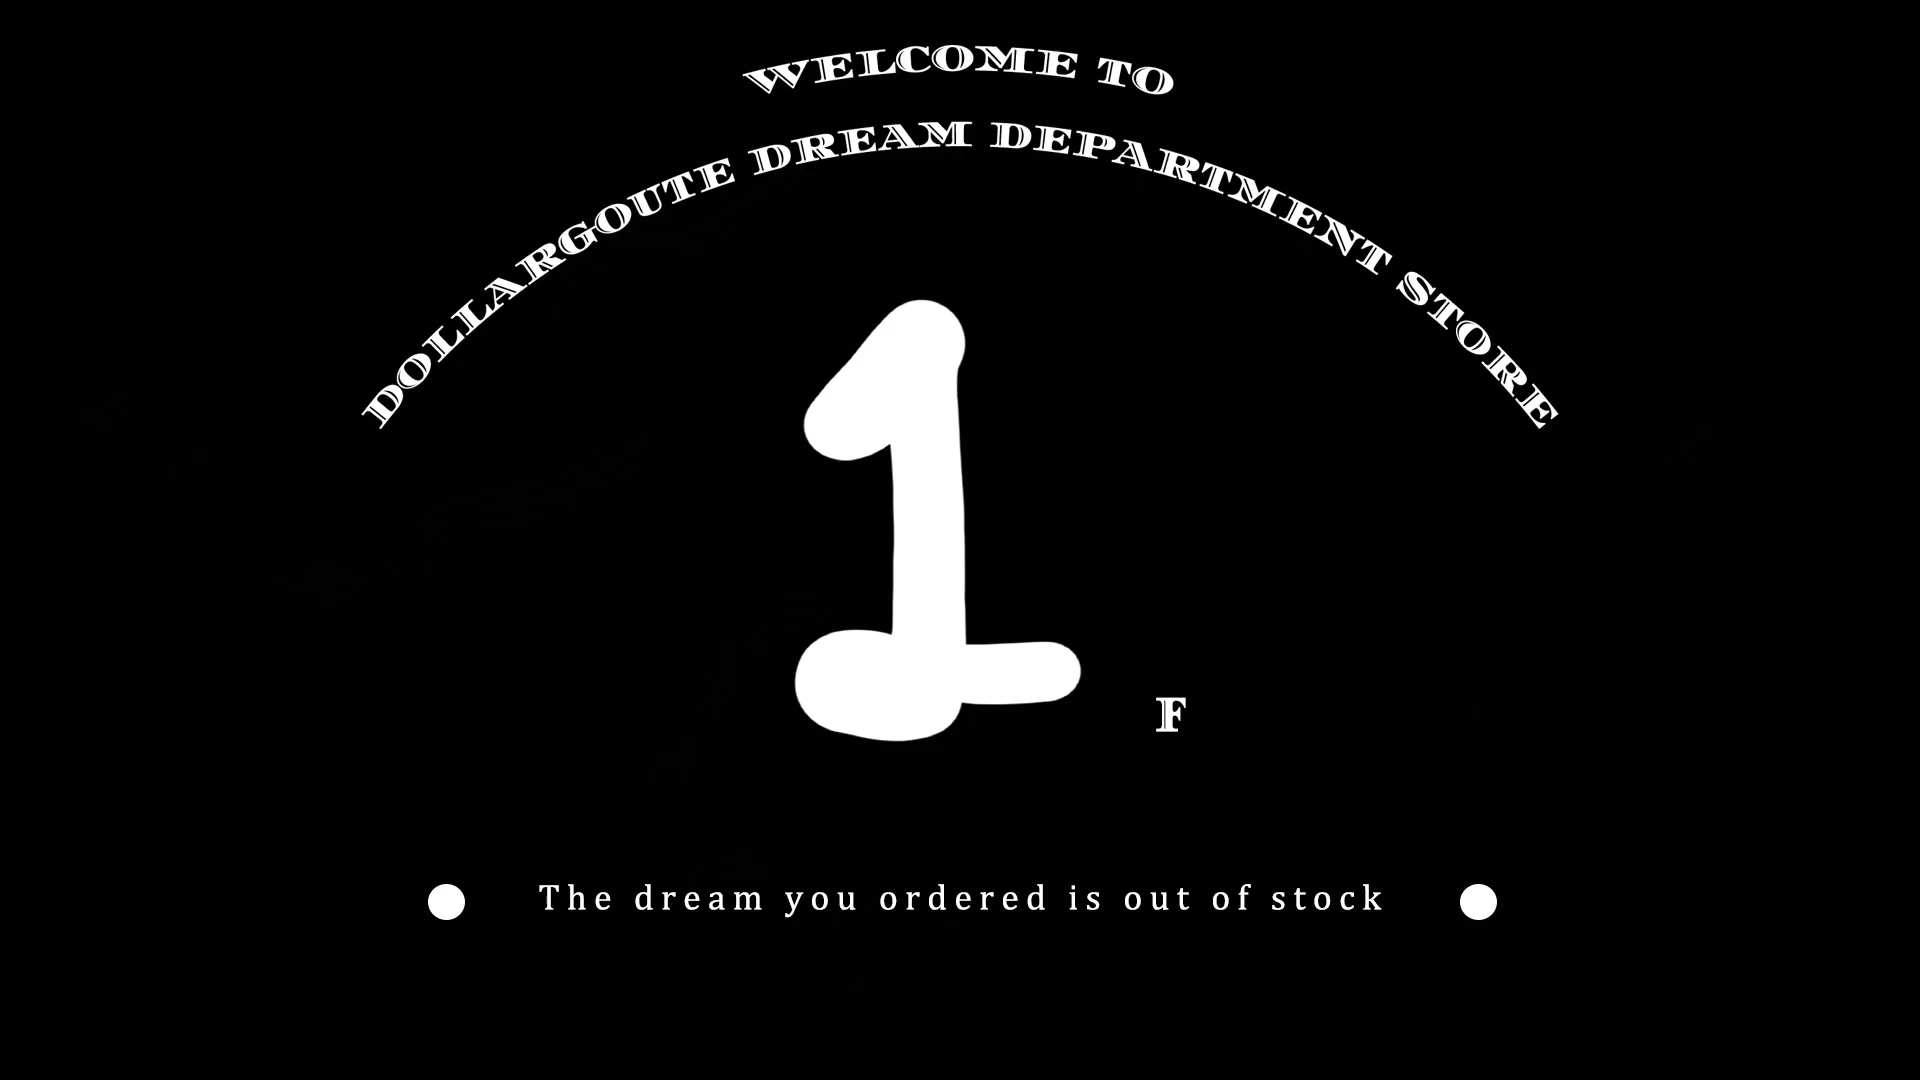 WELCOME TO
DOLLARGOUTE DREAM DEPARTMENT STORE
1
F
The dream you ordered is out of stock